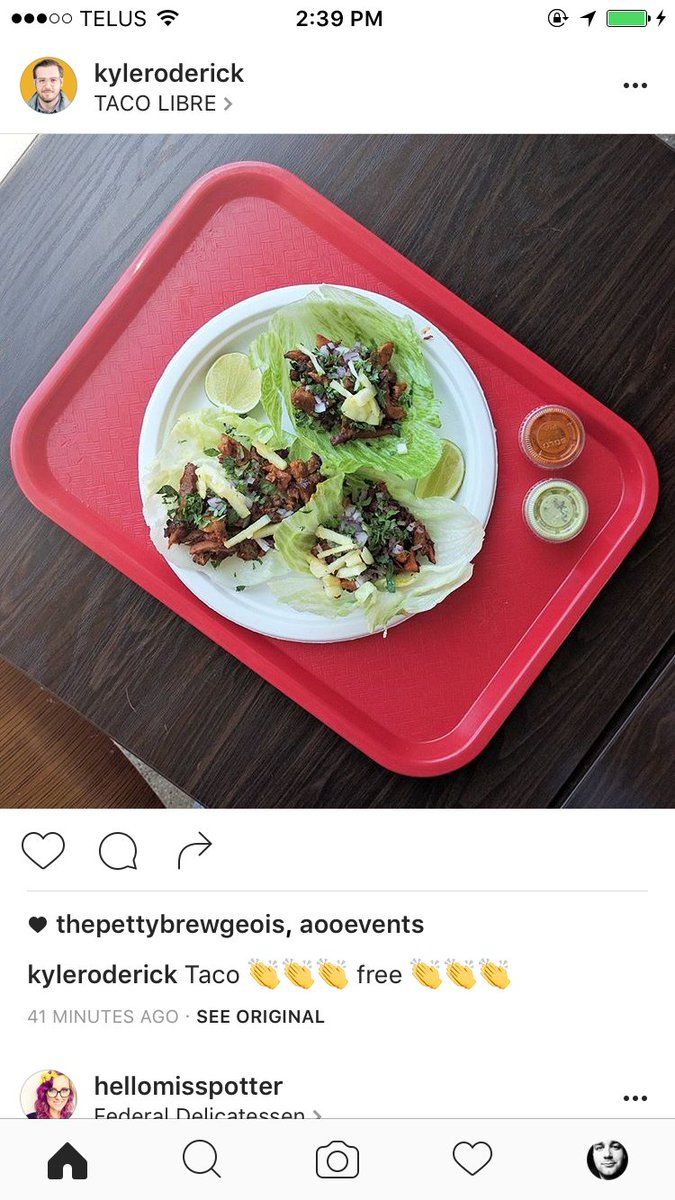 TELUS 2:39 PM
kyleroderick
TACO LIBRE >
SOLO
thepettybrewgeois, aooevents
kyleroderick Taco 👏👏👏 free 👏👏👏
41 MINUTES AGO · SEE ORIGINAL
hellomisspotter
Federal Delicatessen >